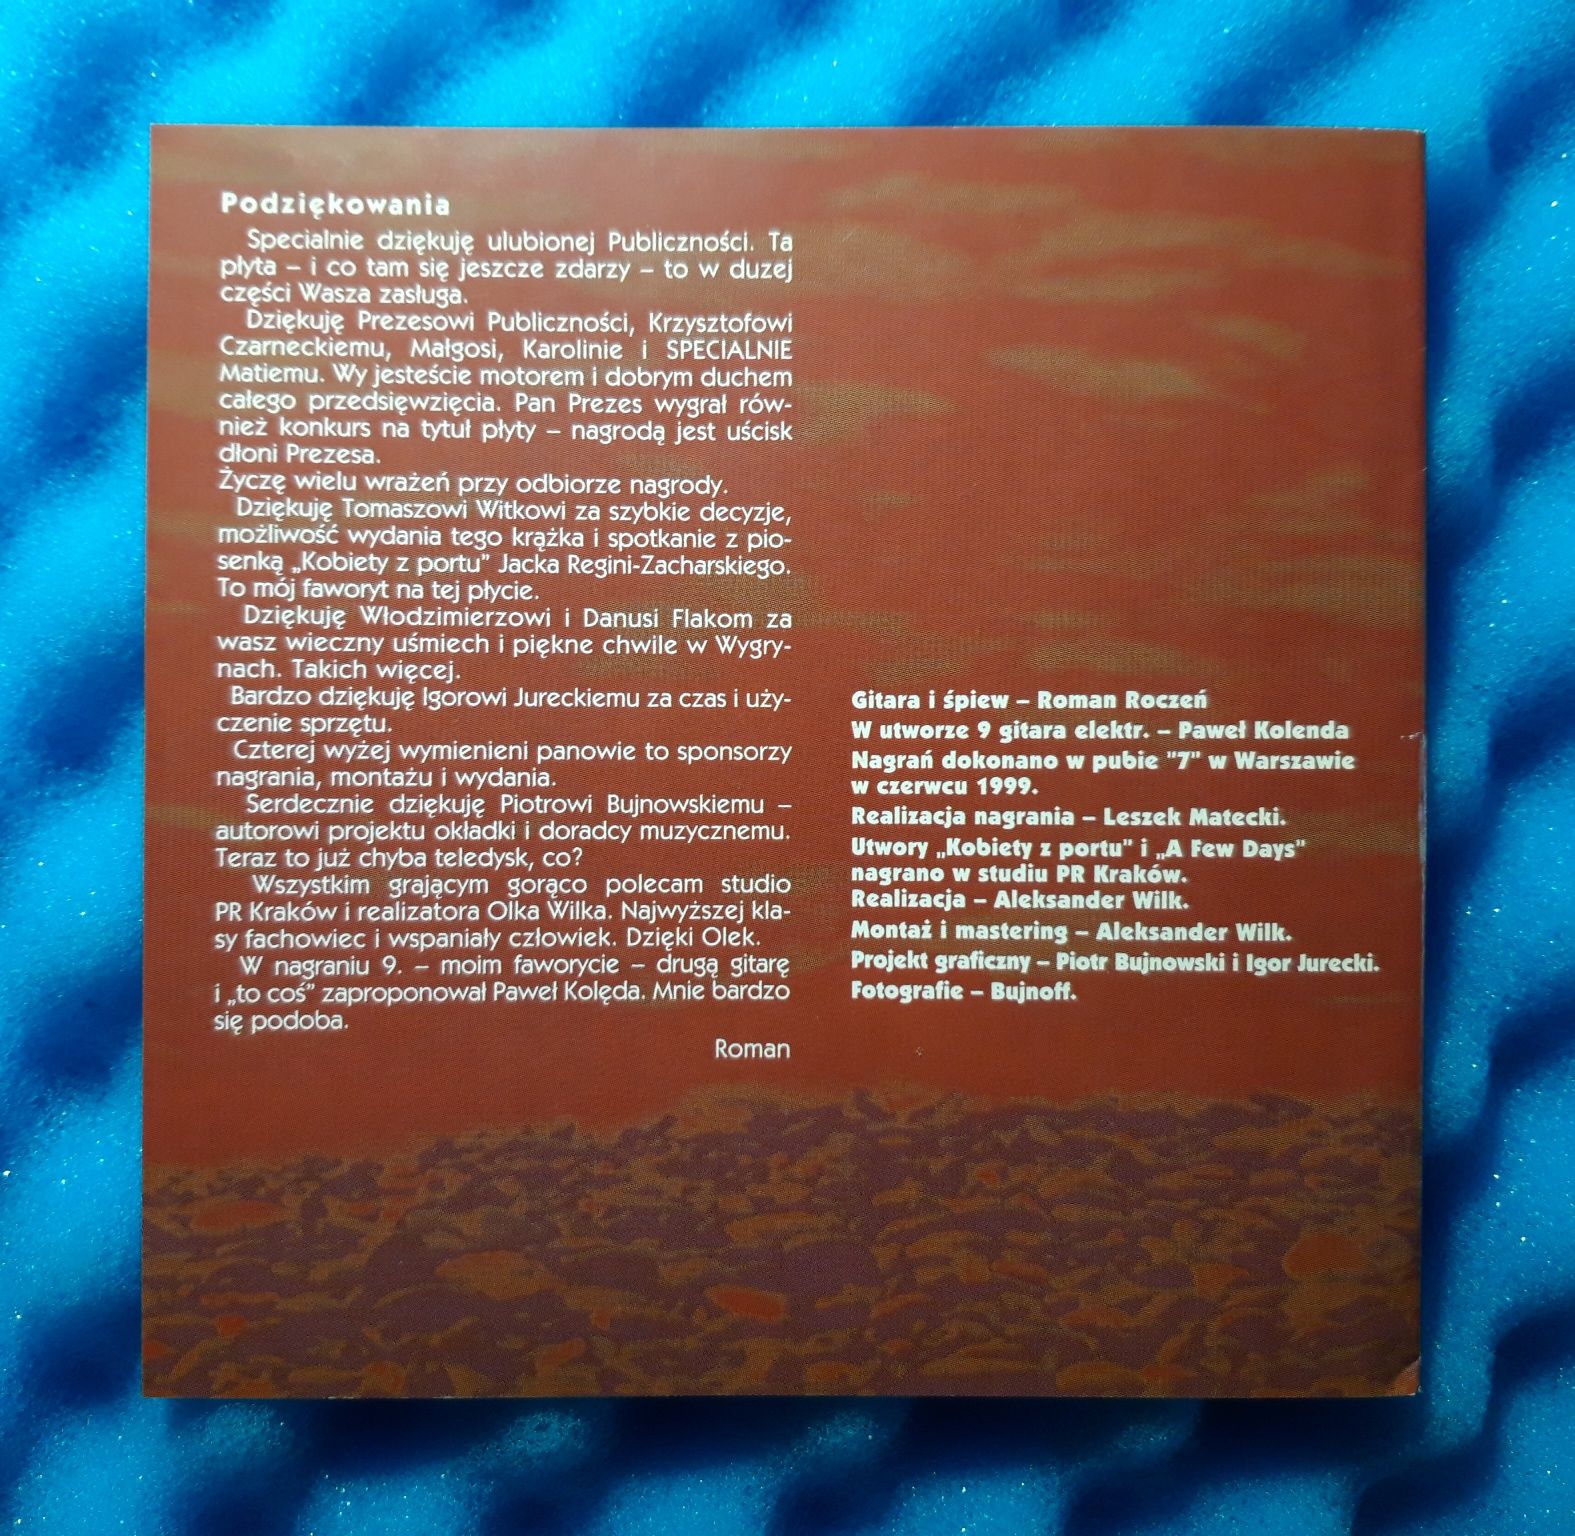 Podziękowania
Specialnie dziękuję ulubionej Publiczności. Ta
płyta – i co tam się jeszcze zdarzy – to w duzej
części Wasza zasługa.
Dziękuję Prezesowi Publiczności, Krzysztofowi
Czarneckiemu, Małgosi, Karolinie i SPECIALNIE
Matiemu. Wy jesteście motorem i dobrym duchem
całego przedsięwzięcia. Pan Prezes wygrał rów-
nież konkurs na tytuł płyty – nagrodą jest uścisk
dłoni Prezesa.
Życzę wielu wrażeń przy odbiorze nagrody.
Dziękuję Tomaszowi Witkowi za szybkie decyzje,
możliwość wydania tego krążka i spotkanie z pio-
senką „Kobiety z portu” Jacka Regini-Zacharskiego.
To mój faworyt na tej płycie.
Dziękuję Włodzimierzowi i Danusi Flakom za
wasz wieczny uśmiech i piękne chwile w Wygry-
nach. Takich więcej.
Bardzo dziękuję Igorowi Jureckiemu za czas i uży-
czenie sprzętu.
Czterej wyżej wymienieni panowie to sponsorzy
nagrania, montażu i wydania.
Serdecznie dziękuję Piotrowi Bujnowskiemu –
autorowi projektu okładki i doradcy muzycznemu.
Teraz to już chyba teledysk, co?
Wszystkim grającym gorąco polecam studio
PR Kraków i realizatora Olka Wilka. Najwyższej kla-
sy fachowiec i wspaniały człowiek. Dzięki Olek.
W nagraniu 9. – moim faworycie – drugą gitarę
i „to coś” zaproponował Paweł Kolęda. Mnie bardzo
się podoba.
Roman
Gitara i śpiew – Roman Roczeń
W utworze 9 gitara elektr. – Paweł Kolenda
Nagrań dokonano w pubie "7" w Warszawie
w czerwcu 1999.
Realizacja nagrania – Leszek Matecki.
Utwory „Kobiety z portu” i „A Few Days”
nagrano w studiu PR Kraków.
Realizacja – Aleksander Wilk.
Montaż i mastering – Aleksander Wilk.
Projekt graficzny – Piotr Bujnowski i Igor Jurecki.
Fotografie – Bujnoff.